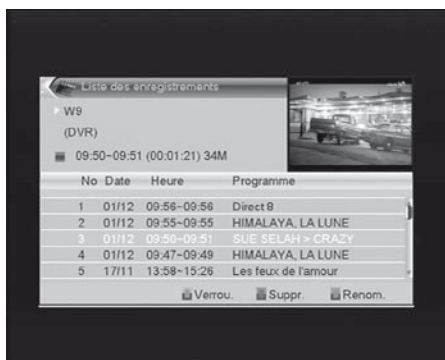 Liste des enregistrements
W9
(DVR)
09:50~09:51 (00:01:21) 34M
No Date Heure Programme
1 01/12 09:56~09:56 Direct 8
2 01/12 09:55~09:55 HIMALAYA, LA LUNE
3 01/12 09:50~09:51 SUE SELAH > CRAZY
4 01/12 09:47~09:49 HIMALAYA, LA LUNE
5 17/11 13:58~15:26 Les feux de l'amour
Verrou. Suppr. Renom.